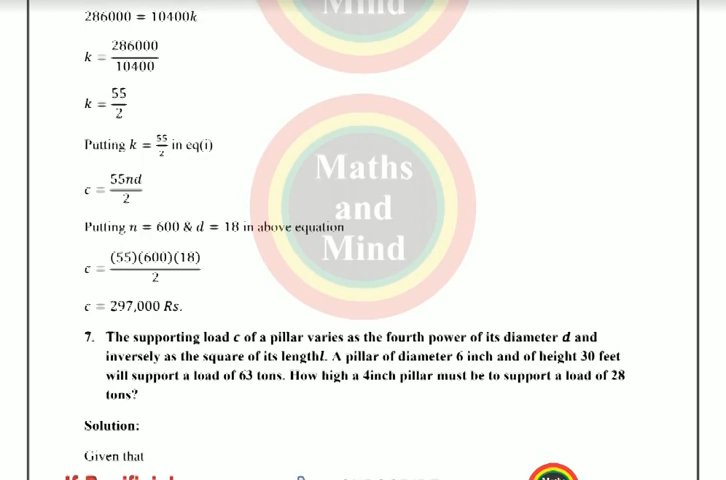 Mind
286000 = 10400k
k = 286000/10400
k = 55/2
Putting k = 55/2 in eq(i)
c = 55nd/2
Putting n = 600 & d = 18 in above equation
c = (55)(600)(18)/2
c = 297,000 Rs.
Maths
and
Mind
7. The supporting load c of a pillar varies as the fourth power of its diameter d and
inversely as the square of its lengthl. A pillar of diameter 6 inch and of height 30 feet
will support a load of 63 tons. How high a 4inch pillar must be to support a load of 28
tons?
Solution:
Given that